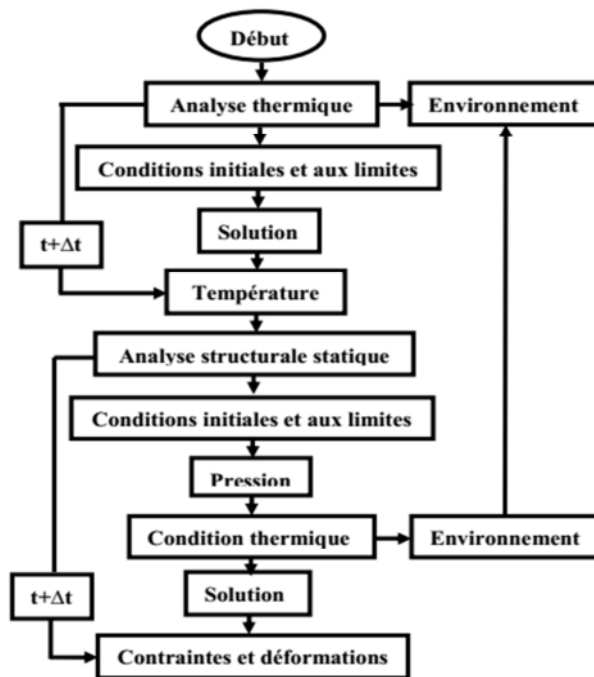 Début
Analyse thermique
Environnement
Conditions initiales et aux limites
Solution
t+Δt
Température
Analyse structurale statique
Conditions initiales et aux limites
Pression
Condition thermique
Environnement
Solution
t+Δt
Contraintes et déformations